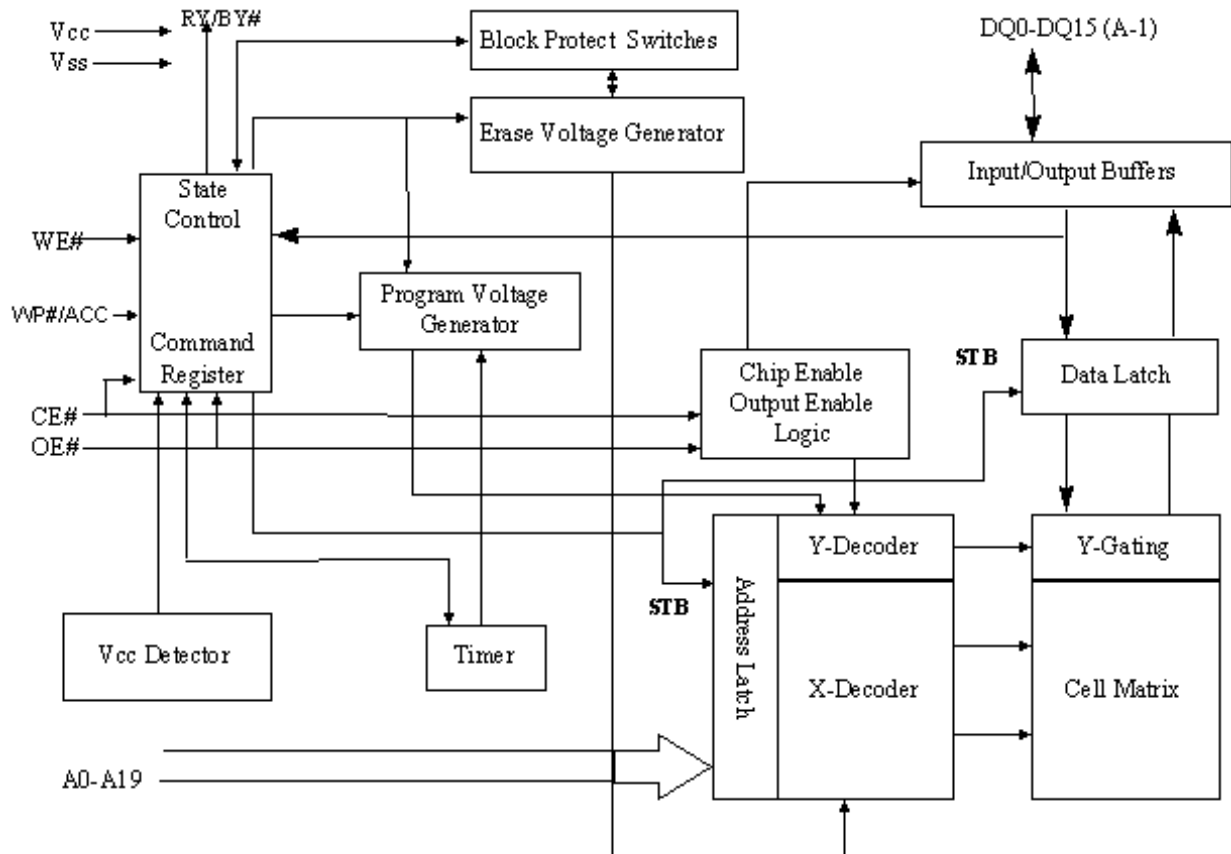 Vcc
Vss
RY/BY#
Block Protect Switches
DQ0-DQ15 (A-1)
Erase Voltage Generator
Input/Output Buffers
State
Control
WE#
WP#/ACC
Program Voltage
Generator
Command
Register
STB
Chip Enable
Output Enable
Logic
Data Latch
CE#
OE#
Address Latch
Y-Decoder
Y-Gating
STB
Vcc Detector
Timer
X-Decoder
Cell Matrix
A0-A19